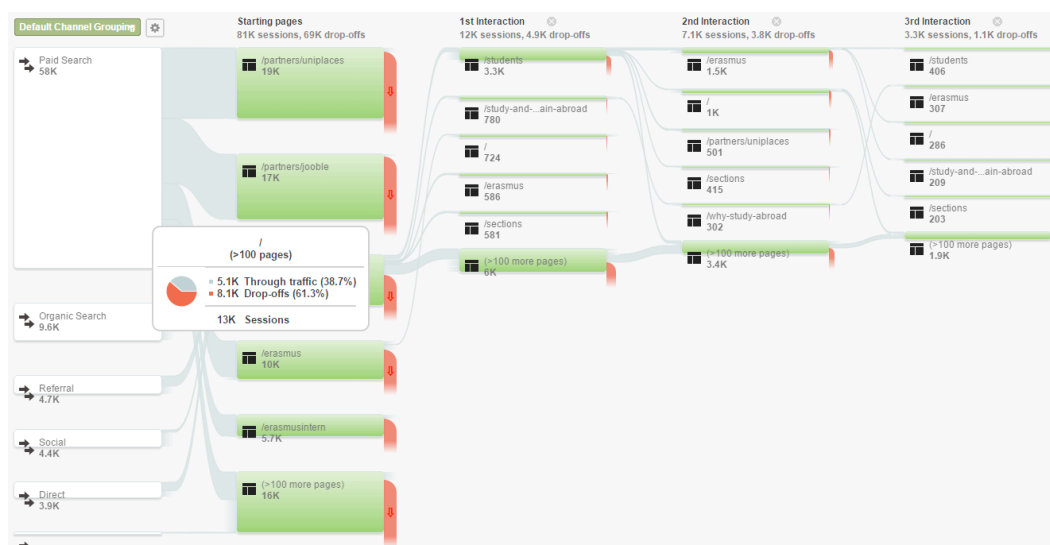 Default Channel Grouping
Starting pages
81K sessions, 69K drop-offs
1st Interaction
12K sessions, 4.9K drop-offs
2nd Interaction
7.1K sessions, 3.8K drop-offs
3rd Interaction
3.3K sessions, 1.1K drop-offs
Paid Search
58K
Organic Search
9.6K
Referral
4.7K
Social
4.4K
Direct
3.9K
/partners/uniplaces
19K
/partners/jooble
17K
/
(>100 pages)
5.1K Through traffic (38.7%)
8.1K Drop-offs (61.3%)
13K Sessions
/erasmus
10K
/erasmusintern
5.7K
(>100 more pages)
16K
/students
3.3K
/study-and-...ain-abroad
780
/
724
/erasmus
586
/sections
581
(>100 more pages)
6K
/erasmus
1.5K
/
1K
/partners/uniplaces
501
/sections
415
/why-study-abroad
302
(>100 more pages)
3.4K
/students
406
/erasmus
307
/
286
/study-and-...ain-abroad
209
/sections
203
(>100 more pages)
1.9K